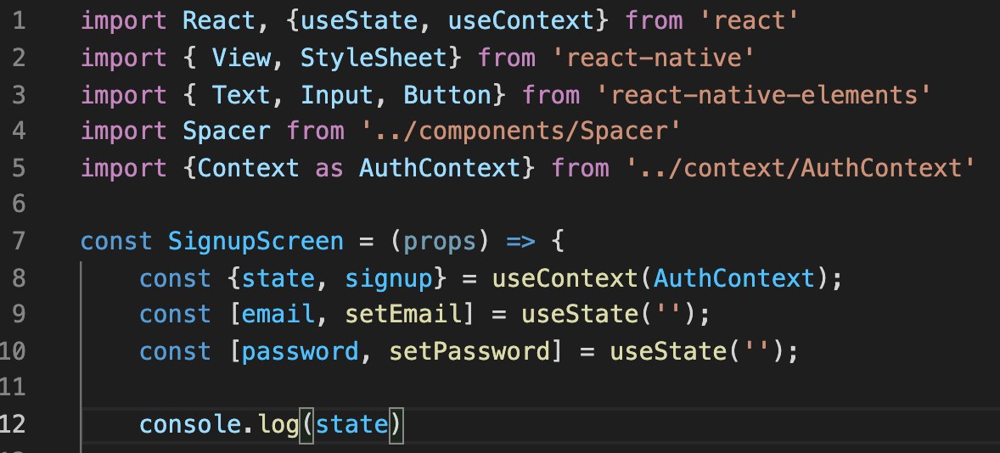 1 import React, {useState, useContext} from 'react'
2 import { View, StyleSheet} from 'react-native'
3 import { Text, Input, Button} from 'react-native-elements'
4 import Spacer from '../components/Spacer'
5 import {Context as AuthContext} from '../context/AuthContext'
6
7 const SignupScreen = (props) => {
8     const {state, signup} = useContext(AuthContext);
9     const [email, setEmail] = useState('');
10     const [password, setPassword] = useState('');
11
12     console.log(state)